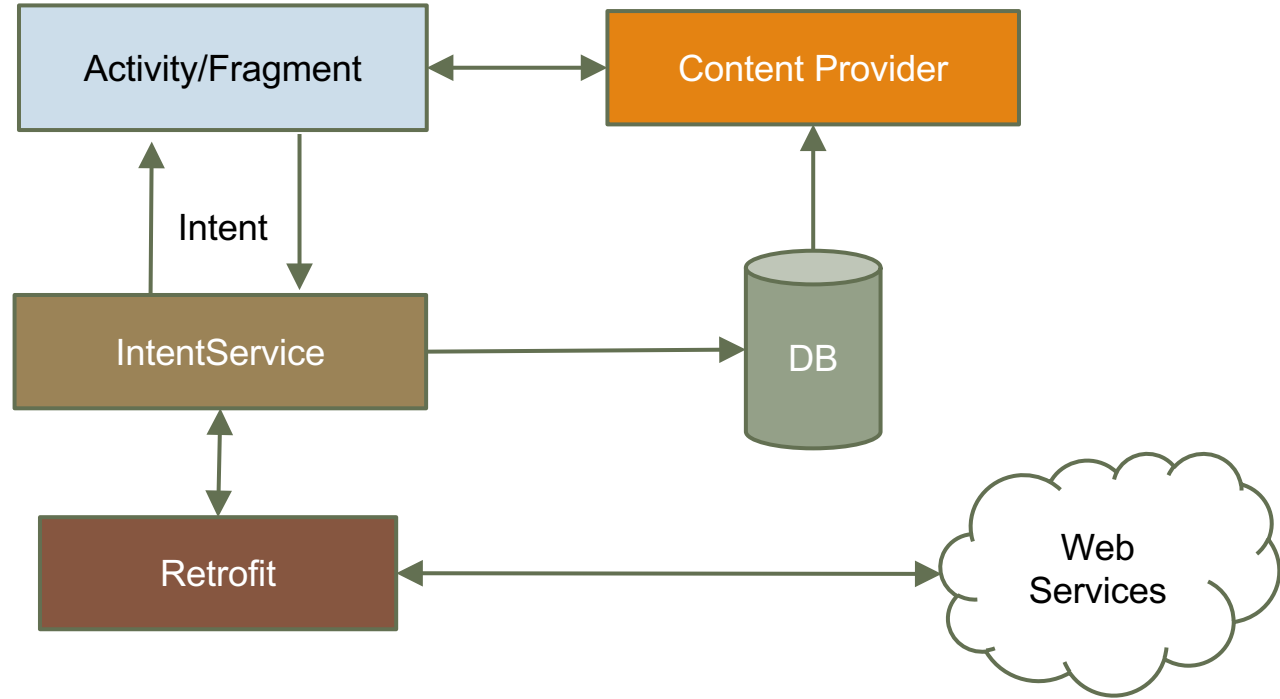 Activity/Fragment
Content Provider
Intent
IntentService
DB
Retrofit
Web
Services